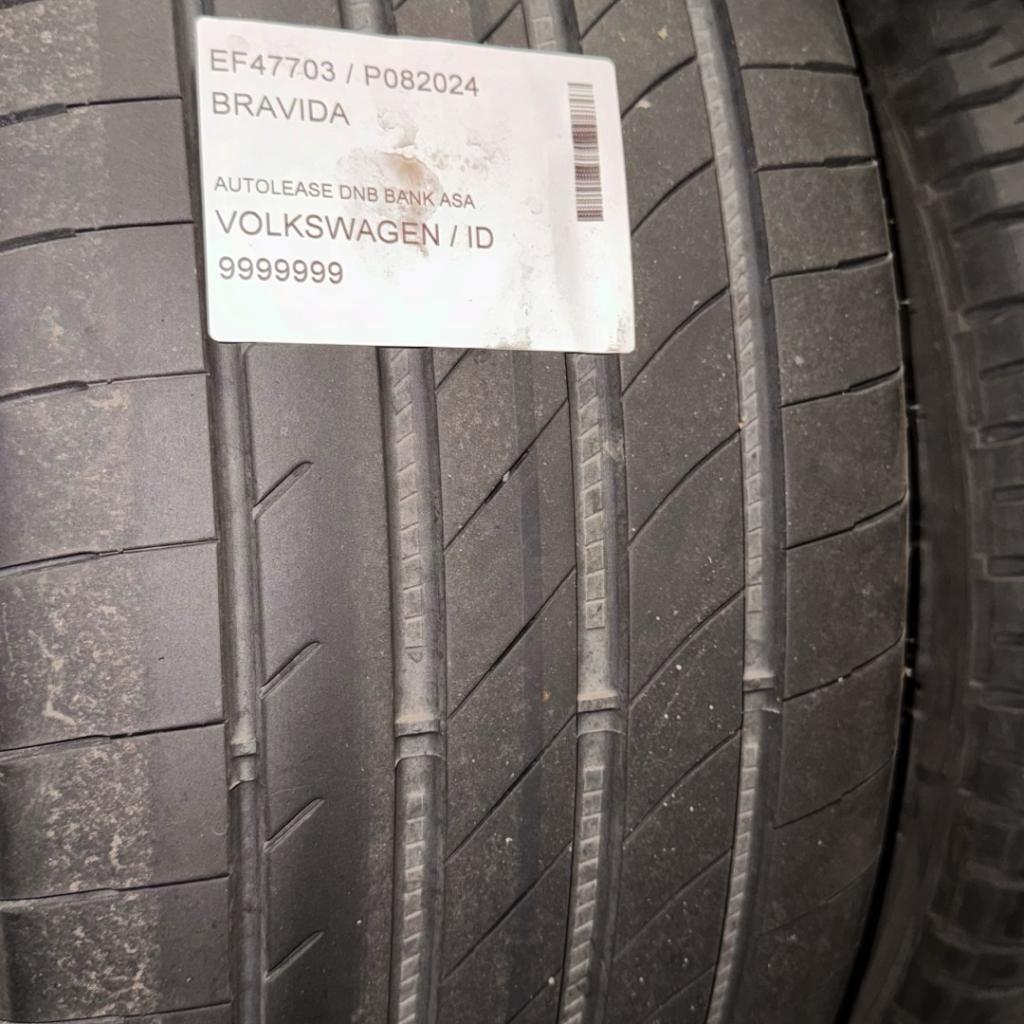 EF47703 / P082024
BRAVIDA
AUTOLEASE DNB BANK ASA
VOLKSWAGEN / ID
9999999